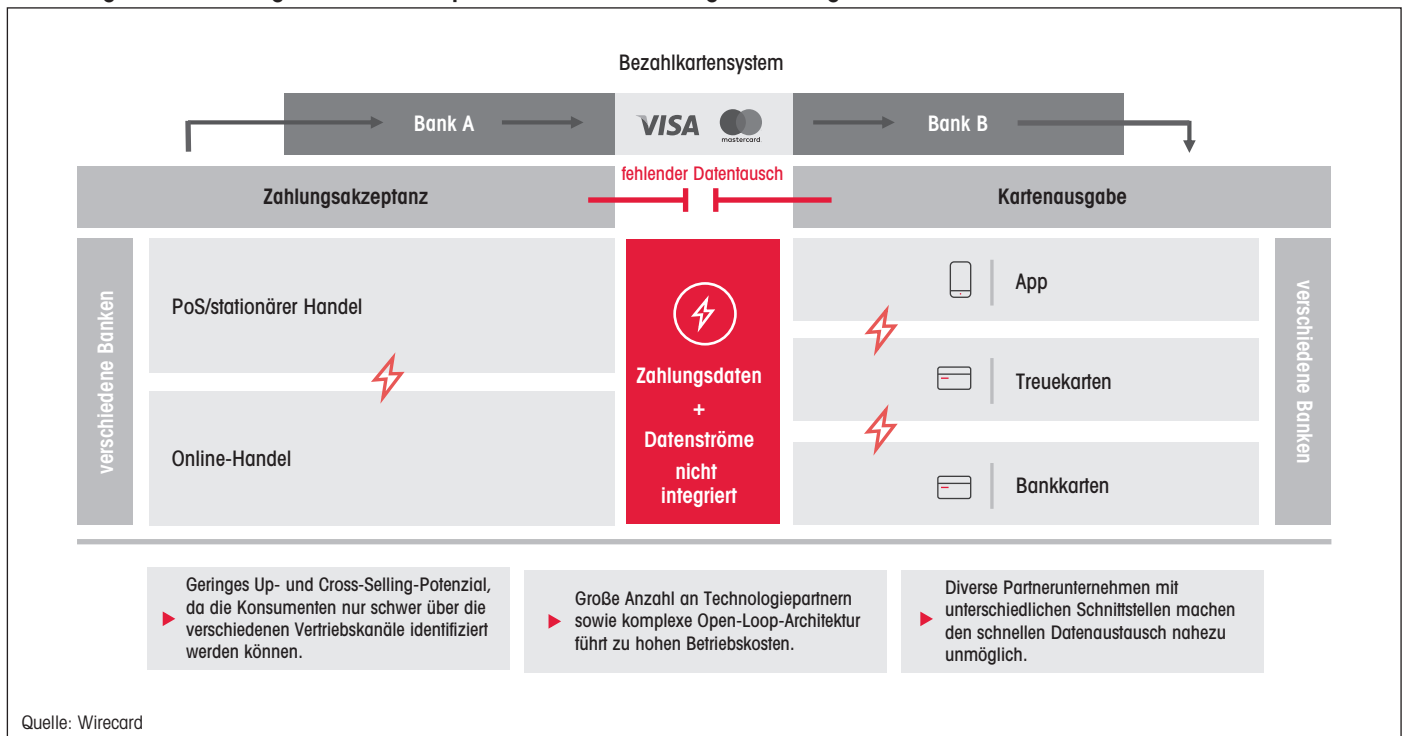 Bezahlkartensystem
Bank A
VISA
mastercard
Bank B
Zahlungsakzeptanz
fehlender Datentausch
Kartenausgabe
verschiedene Banken
PoS/stationärer Handel
Online-Handel
Zahlungsdaten
+
Datenströme
nicht
integriert
App
Treuekarten
Bankkarten
verschiedene Banken
Geringes Up- und Cross-Selling-Potenzial,
da die Konsumenten nur schwer über die
verschiedenen Vertriebskanäle identifiziert
werden können.
Große Anzahl an Technologiepartnern
sowie komplexe Open-Loop-Architektur
führt zu hohen Betriebskosten.
Diverse Partnerunternehmen mit
unterschiedlichen Schnittstellen machen
den schnellen Datenaustausch nahezu
unmöglich.
Quelle: Wirecard